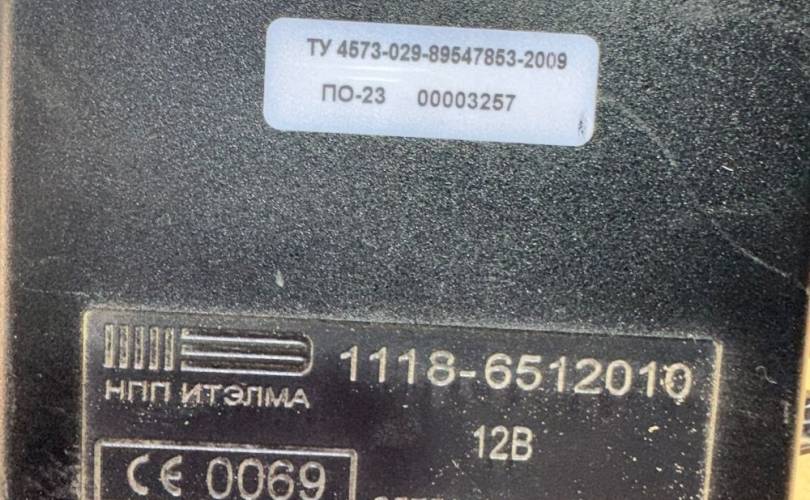 ТУ 4573-029-89547853-2009
ПО-23 00003257
1118-6512010
НПП ИТЭЛМА
12В
CE 0069